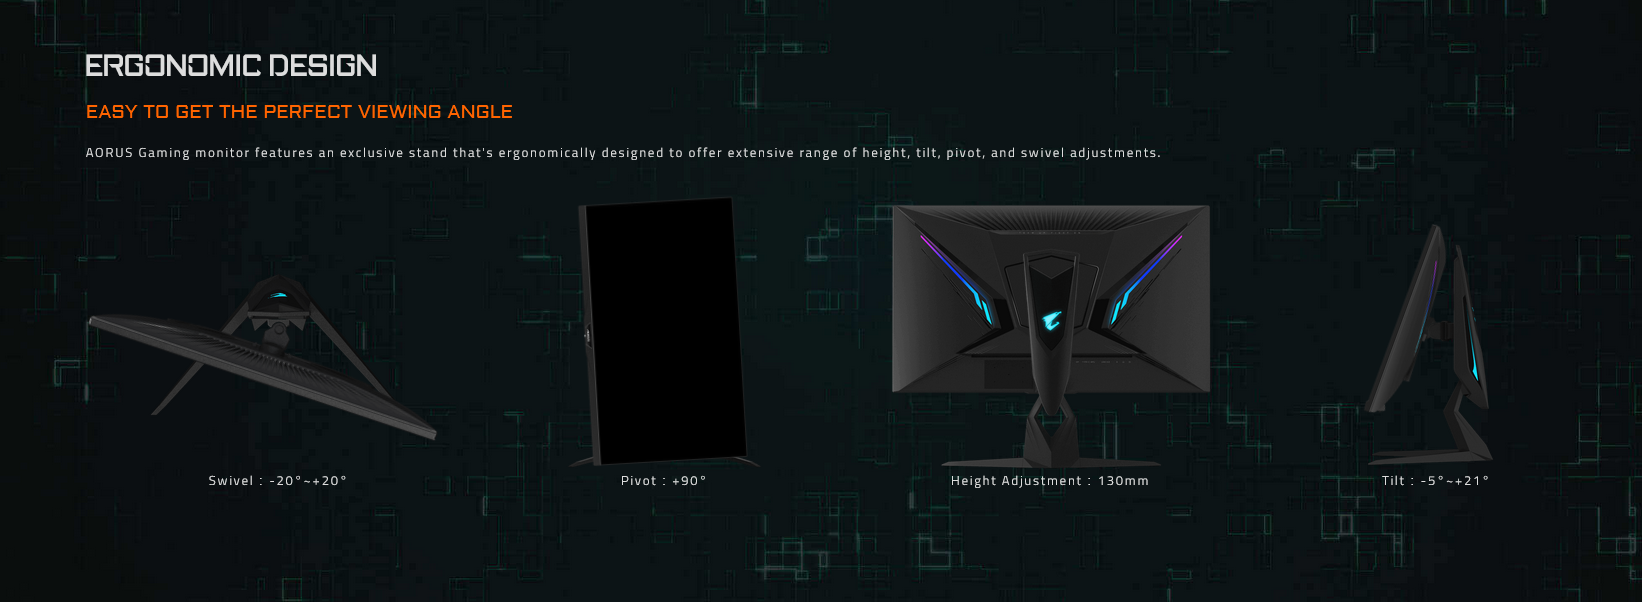 ERGONOMIC DESIGN
EASY TO GET THE PERFECT VIEWING ANGLE
AORUS Gaming monitor features an exclusive stand that's ergonomically designed to offer extensive range of height, tilt, pivot, and swivel adjustments.
Swivel : -20°~+20°
Pivot : +90°
Height Adjustment : 130mm
Tilt : -5°~+21°